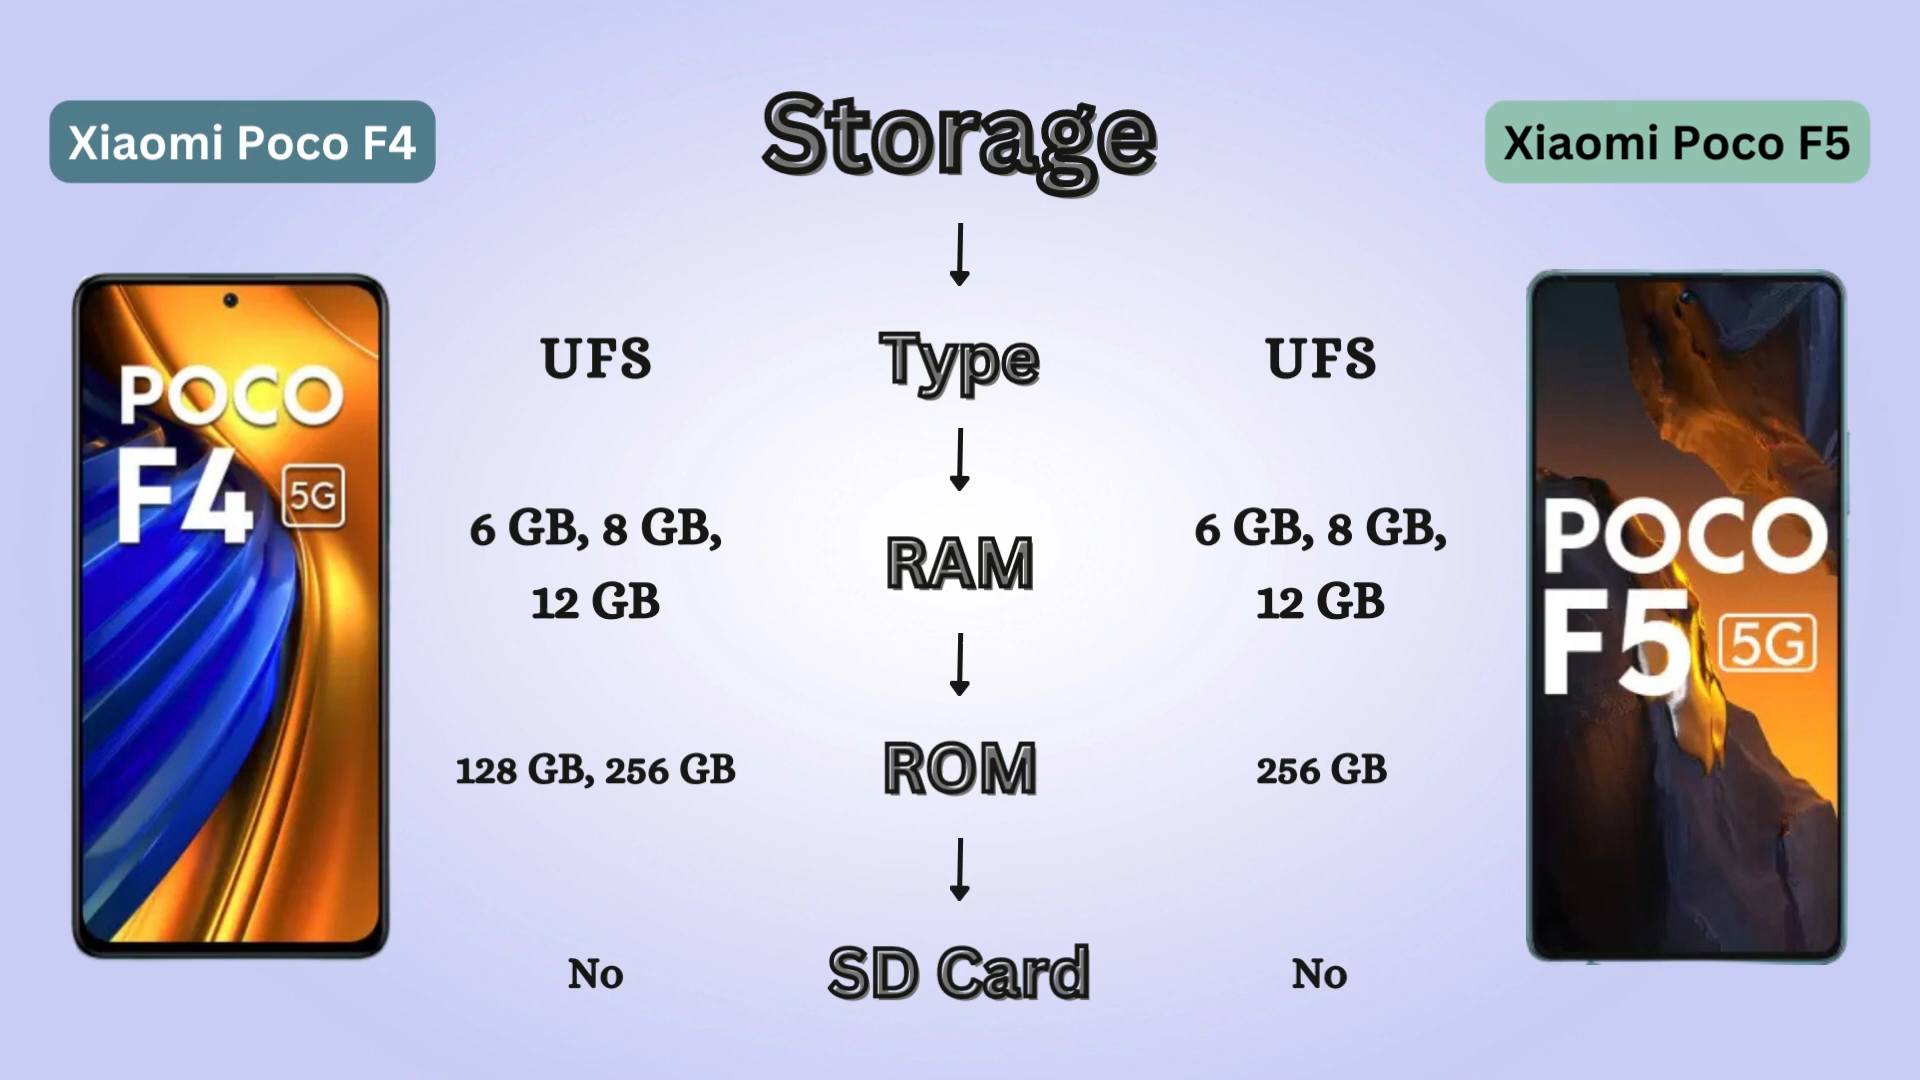 Xiaomi Poco F4
Storage
Xiaomi Poco F5
POCO
F4 5G
UFS
Type
UFS
6 GB, 8 GB,
12 GB
RAM
6 GB, 8 GB,
12 GB
POCO
F5 5G
128 GB, 256 GB
ROM
256 GB
No
SD Card
No